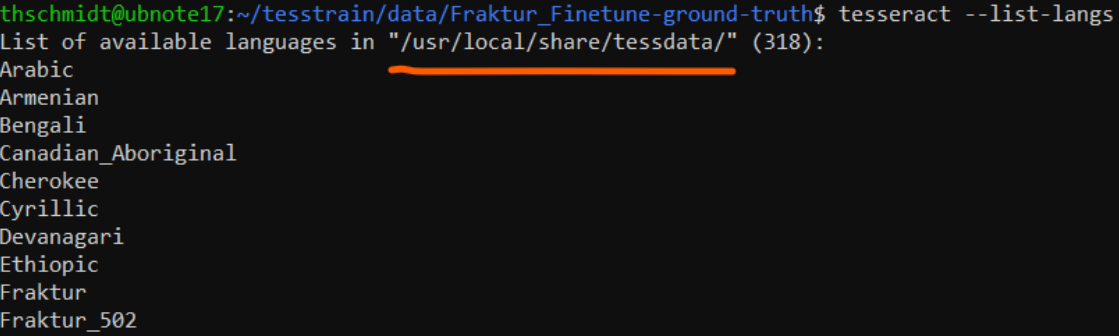 thschmidt@ubnote17:~/tesstrain/data/Fraktur_Finetune-ground-truth$ tesseract --list-langs
List of available languages in "/usr/local/share/tessdata/" (318):
Arabic
Armenian
Bengali
Canadian_Aboriginal
Cherokee
Cyrillic
Devanagari
Ethiopic
Fraktur
Fraktur_502